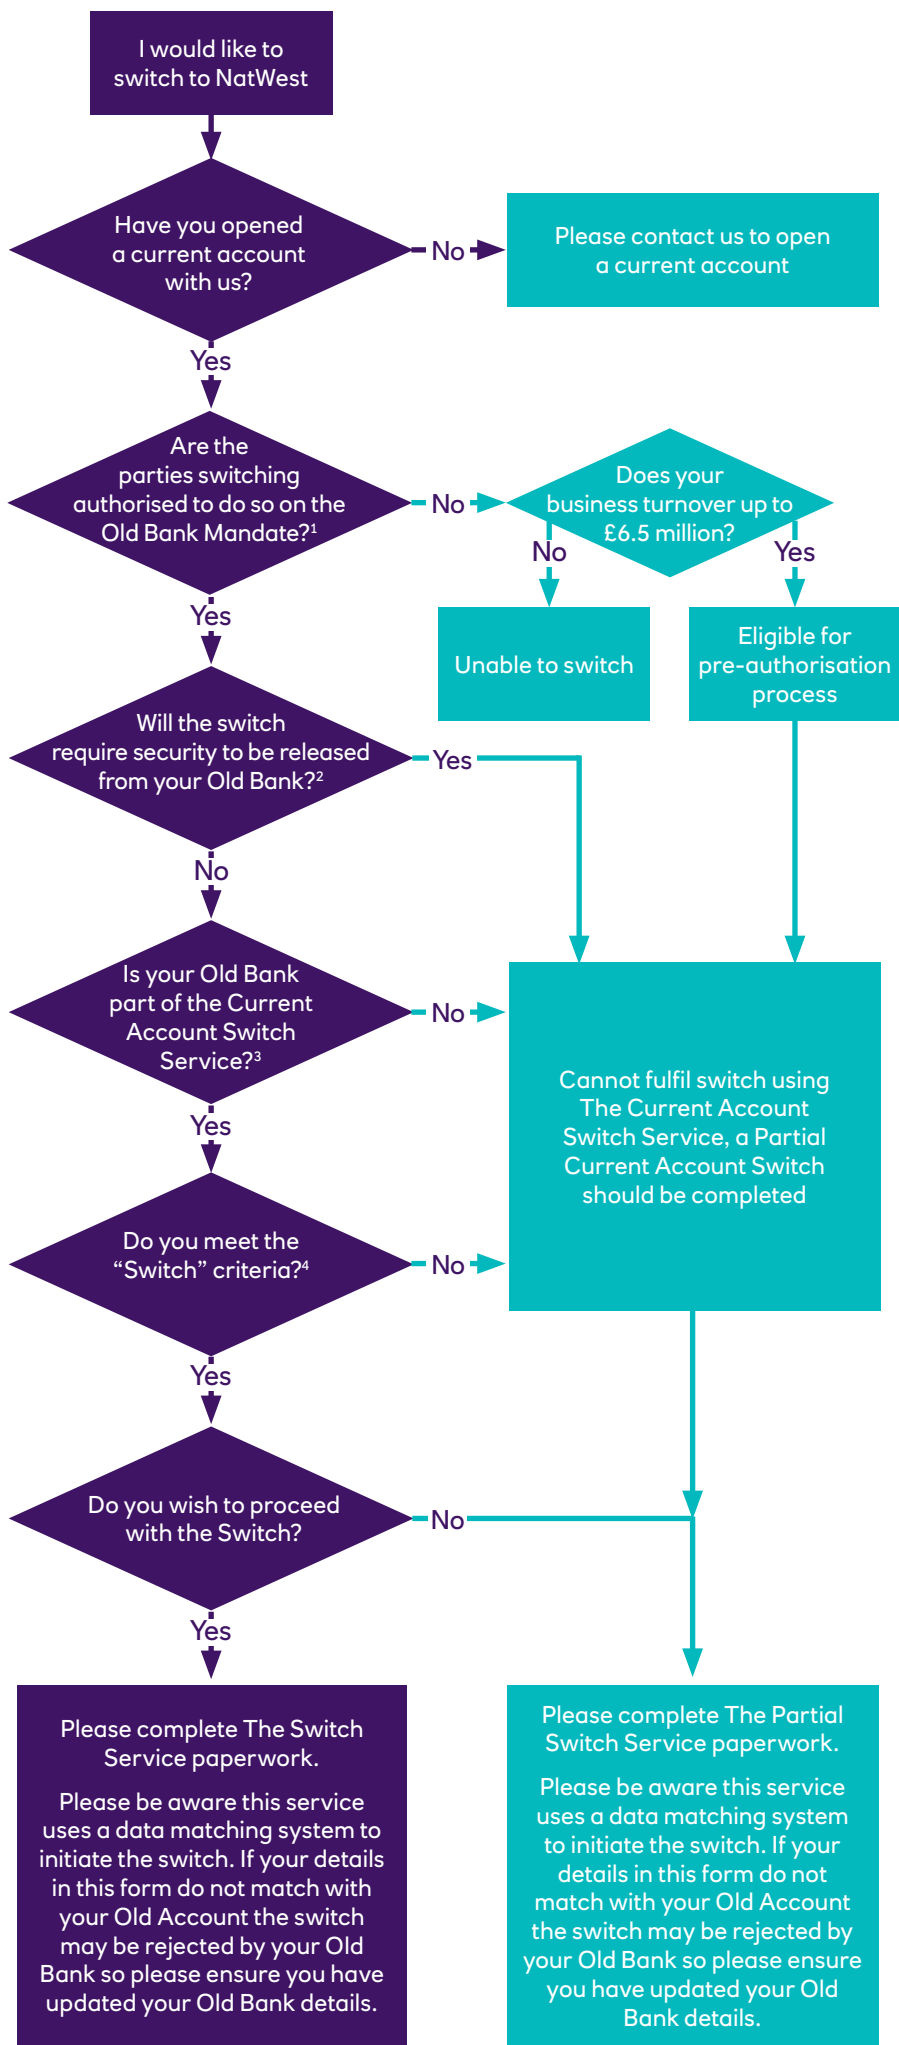 I would like to
switch to NatWest
Have you opened
a current account
with us?
No
Please contact us to open
a current account
Yes
Are the
parties switching
authorised to do so on the
Old Bank Mandate?¹
No
Does your
business turnover up to
£6.5 million?
No
Yes
Unable to switch
Eligible for
pre-authorisation
process
Yes
Will the switch
require security to be released
from your Old Bank?²
Yes
No
Is your Old Bank
part of the Current
Account Switch
Service?³
No
Cannot fulfil switch using
The Current Account
Switch Service, a Partial
Current Account Switch
should be completed
Yes
Do you meet the
“Switch” criteria?⁴
No
Yes
Do you wish to proceed
with the Switch?
No
Yes
Please complete The Switch
Service paperwork.
Please be aware this service
uses a data matching system to
initiate the switch. If your details
in this form do not match with
your Old Account the switch
may be rejected by your Old
Bank so please ensure you have
updated your Old Bank details.
Please complete The Partial
Switch Service paperwork.
Please be aware this service
uses a data matching system
to initiate the switch. If your
details in this form do not
match with your Old Account
the switch may be rejected by
your Old Bank so please ensure
you have updated your Old
Bank details.